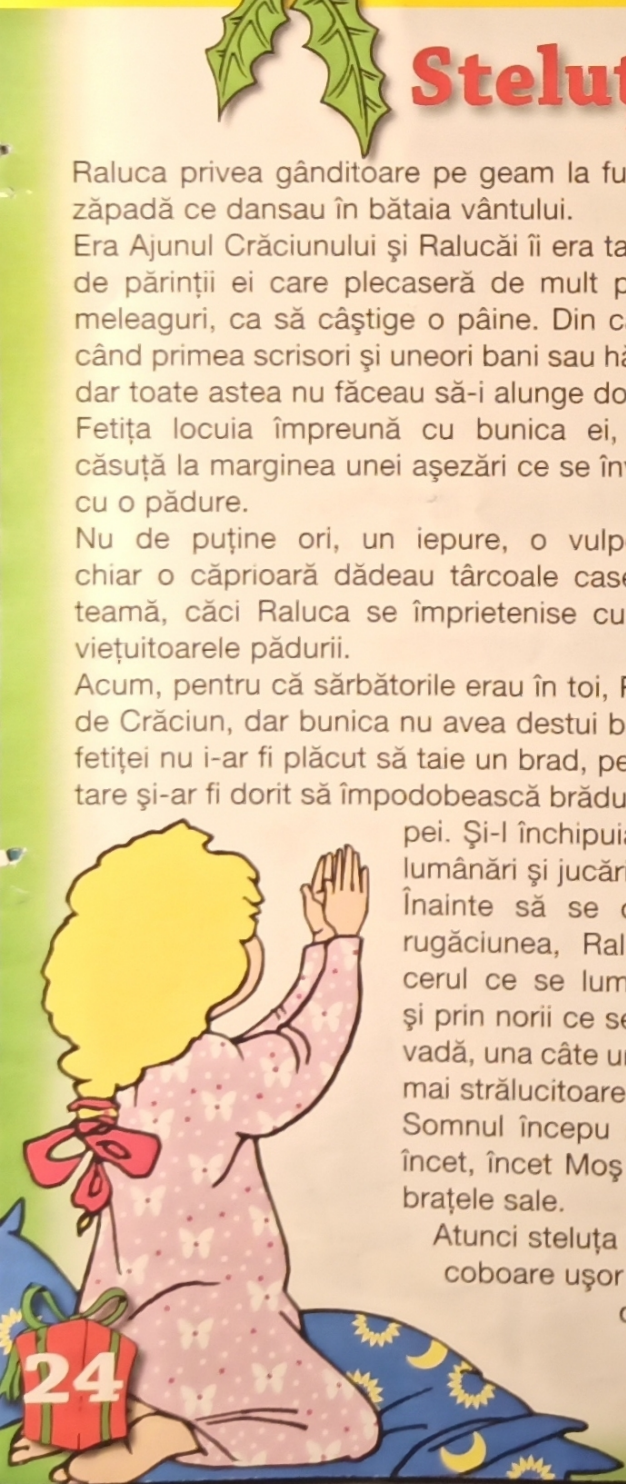 Steluț
Raluca privea gânditoare pe geam la fu
zăpadă ce dansau în bătaia vântului.
Era Ajunul Crăciunului şi Ralucăi îi era ta
de părinţii ei care plecaseră de mult p
meleaguri, ca să câştige o pâine. Din c
când primea scrisori şi uneori bani sau hă
dar toate astea nu făceau să-i alunge do
Fetiţa locuia împreună cu bunica ei,
căsuţă la marginea unei aşezări ce se înv
cu o pădure.
Nu de puţine ori, un iepure, o vulp
chiar o căprioară dădeau târcoale case
teamă, căci Raluca se împrietenise cu
vieţuitoarele pădurii.
Acum, pentru că sărbătorile erau în toi, R
de Crăciun, dar bunica nu avea destui b
fetiţei nu i-ar fi plăcut să taie un brad, pe
tare şi-ar fi dorit să împodobească brădu
pei. Şi-l închipuia
lumânări şi jucări
Înainte să se c
rugăciunea, Ral
cerul ce se lum
şi prin norii ce se
vadă, una câte un
mai strălucitoare
Somnul începu
încet, încet Moş
braţele sale.
Atunci steluţa
coboare uşor
24